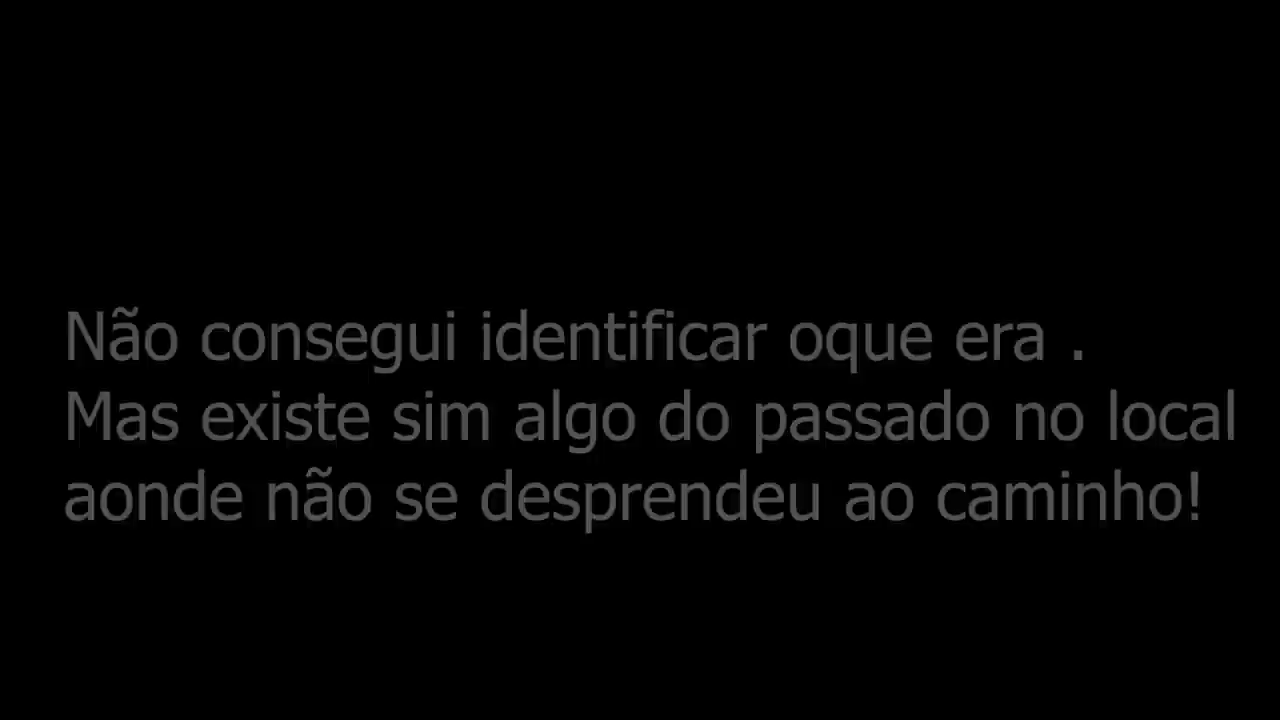 Não consegui identificar oque era .
Mas existe sim algo do passado no local
aonde não se desprendeu ao caminho!